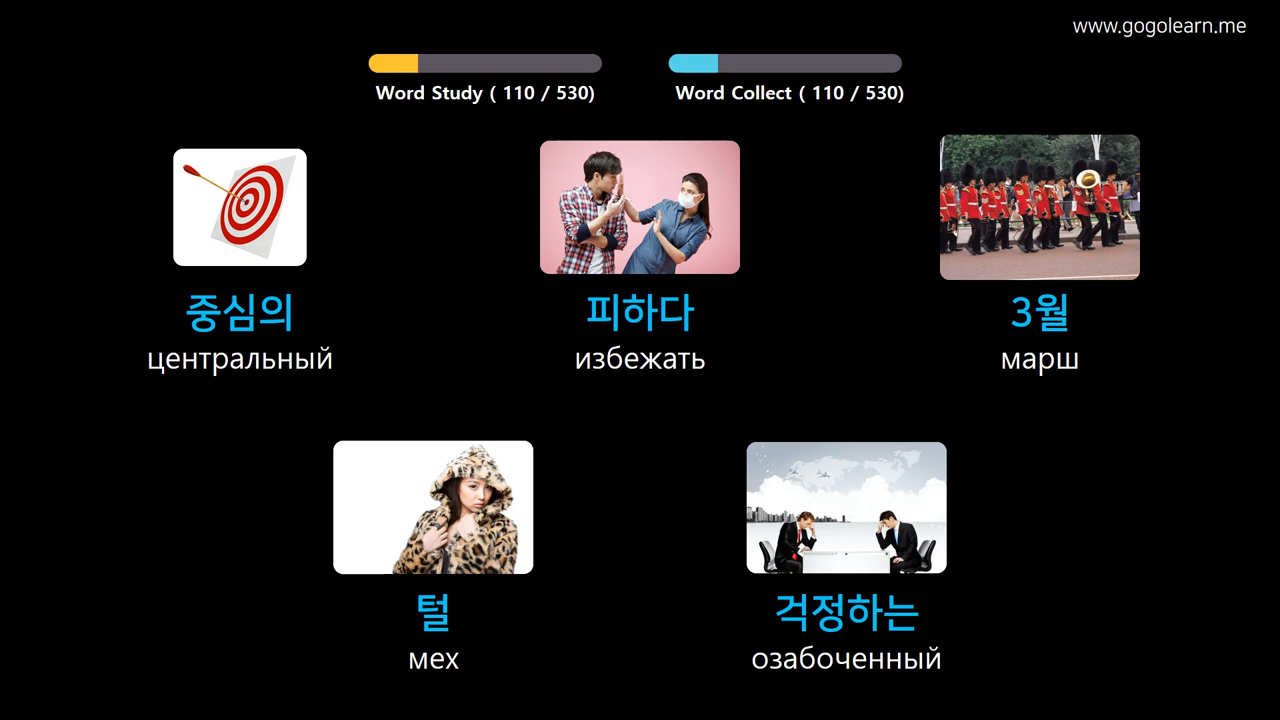 www.gogolearn.me
Word Study ( 110 / 530)
Word Collect ( 110 / 530)
중심의
центральный
피하다
избежать
3월
марш
털
мех
걱정하는
озабоченный